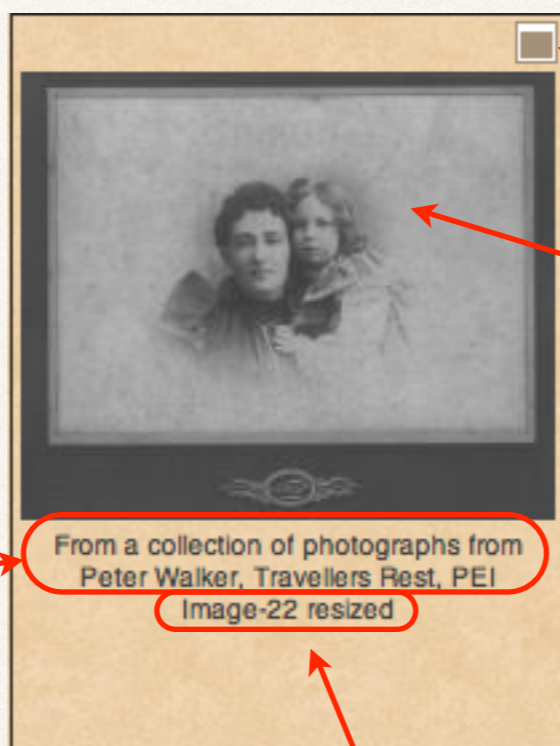 From a collection of photographs from
Peter Walker, Travellers Rest, PEI
Image-22 resized